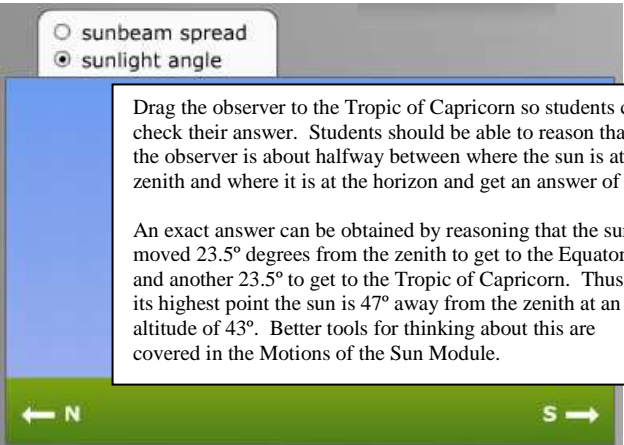 sunbeam spread
sunlight angle
Drag the observer to the Tropic of Capricorn so students
check their answer. Students should be able to reason
the observer is about halfway between where the sun is at
zenith and where it is at the horizon and get an answer of
An exact answer can be obtained by reasoning that the
moved 23.5º degrees from the zenith to get to the Equator
and another 23.5º to get to the Tropic of Capricorn. Thus
its highest point the sun is 47º away from the zenith at an
altitude of 43º. Better tools for thinking about this are
covered in the Motions of the Sun Module.
← N S →